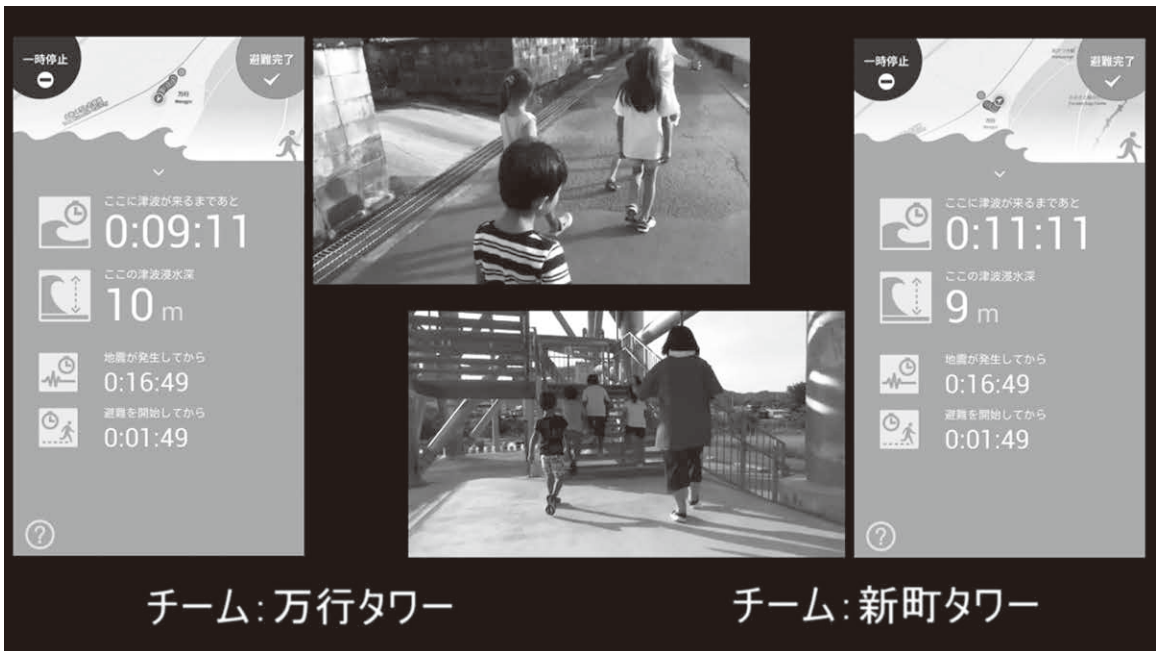 一時停止
避難完了
万行
Mangyo
ここに津波が来るまであと
0:09:11
ここの津波浸水深
10 m
地震が発生してから
0:16:49
避難を開始してから
0:01:49
?
チーム:万行タワー
一時停止
避難完了
ここに津波が来るまであと
0:11:11
ここの津波浸水深
9 m
地震が発生してから
0:16:49
避難を開始してから
0:01:49
?
チーム:新町タワー